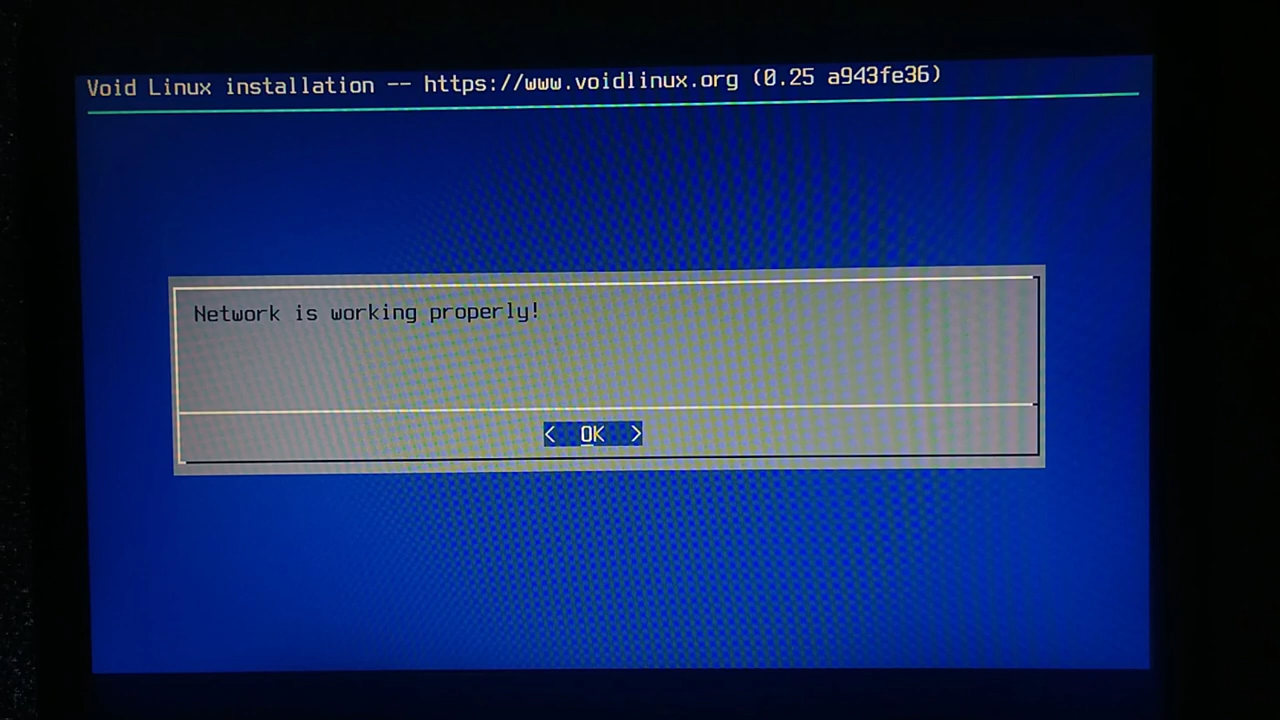 Void Linux installation -- https://www.voidlinux.org (0.25 a943fe36)
Network is working properly!
< OK >